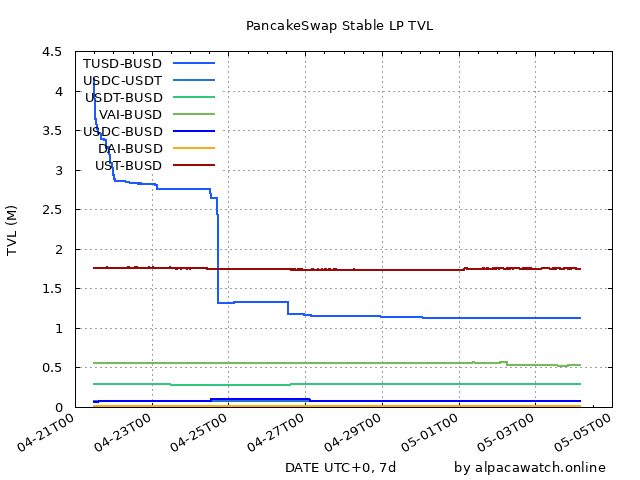 PancakeSwap Stable LP TVL
TVL (M)
4.5
4
3.5
3
2.5
2
1.5
1
0.5
0
TUSD-BUSD
USDC-USDT
USDT-BUSD
VAI-BUSD
USDC-BUSD
DAI-BUSD
UST-BUSD
04-21T00
04-23T00
04-25T00
04-27T00
04-29T00
05-01T00
05-03T00
05-05T00
DATE UTC+0, 7d
by alpacawatch.online